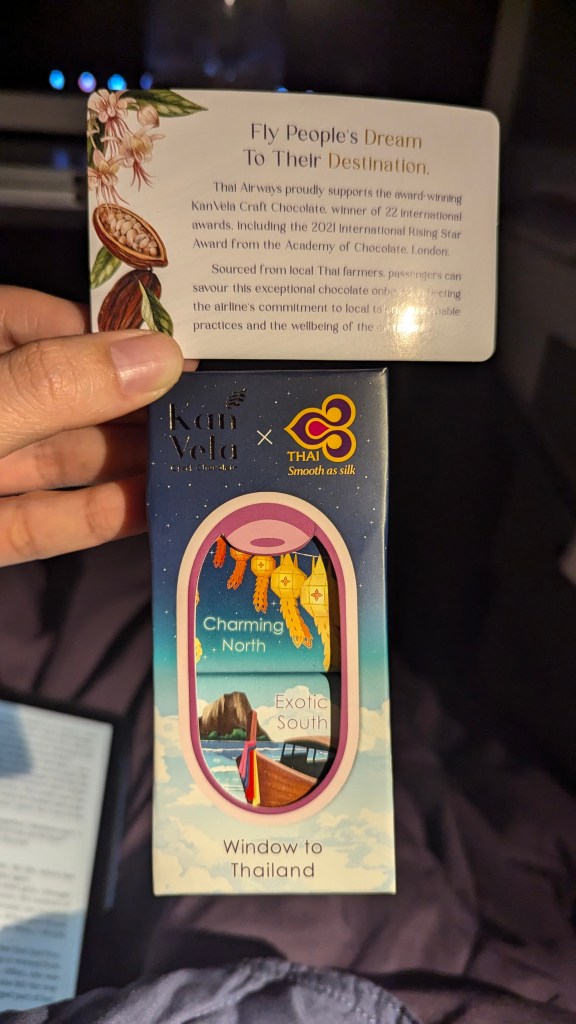 Fly People's Dream
To Their Destination.
Thai Airways proudly supports the award-winning
KanVela Craft Chocolate, winner of 22 international
awards, including the 2021 International Rising Star
Award from the Academy of Chocolate, London.
Sourced from local Thai farmers, passengers can
savour this exceptional chocolate
the airline's commitment to local
practices and the wellbeing of the
Kan
Vela
Craft Chocolate
×
THAI
Smooth as silk
Charming
North
Exotic
South
Window to
Thailand